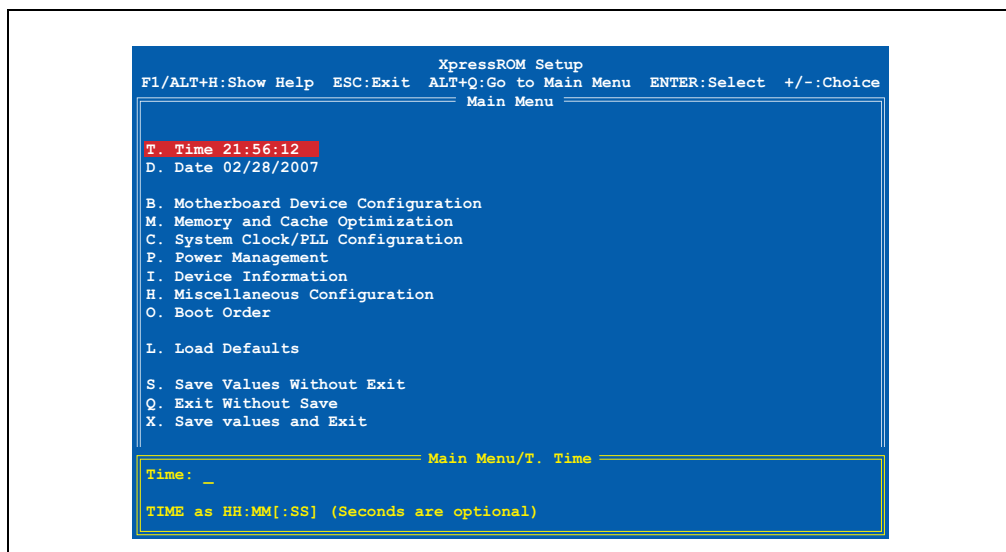 XpressROM Setup
F1/ALT+H:Show Help ESC:Exit ALT+Q:Go to Main Menu ENTER:Select +/-:Choice
Main Menu
T. Time 21:56:12
D. Date 02/28/2007
B. Motherboard Device Configuration
M. Memory and Cache Optimization
C. System Clock/PLL Configuration
P. Power Management
I. Device Information
H. Miscellaneous Configuration
O. Boot Order
L. Load Defaults
S. Save Values Without Exit
Q. Exit Without Save
X. Save values and Exit
Main Menu/T. Time
Time: _
TIME as HH:MM[:SS] (Seconds are optional)